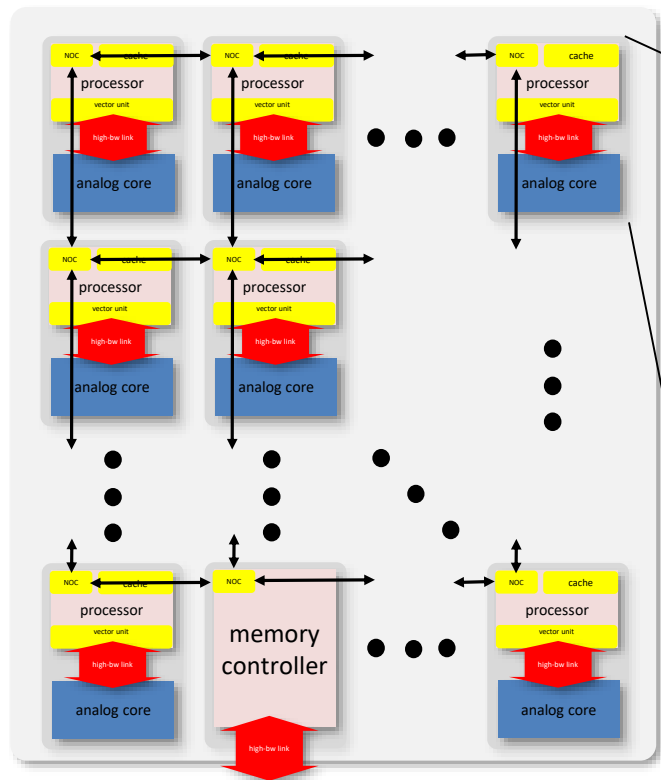 NOC cache NOC cache NOC cache
processor processor processor
vector unit vector unit vector unit
high-bw link high-bw link high-bw link
analog core analog core analog core
NOC cache NOC cache
processor processor
vector unit vector unit
high-bw link high-bw link
analog core analog core
NOC cache NOC NOC cache
processor processor
vector unit memory vector unit
high-bw link controller high-bw link
analog core analog core
high-bw link